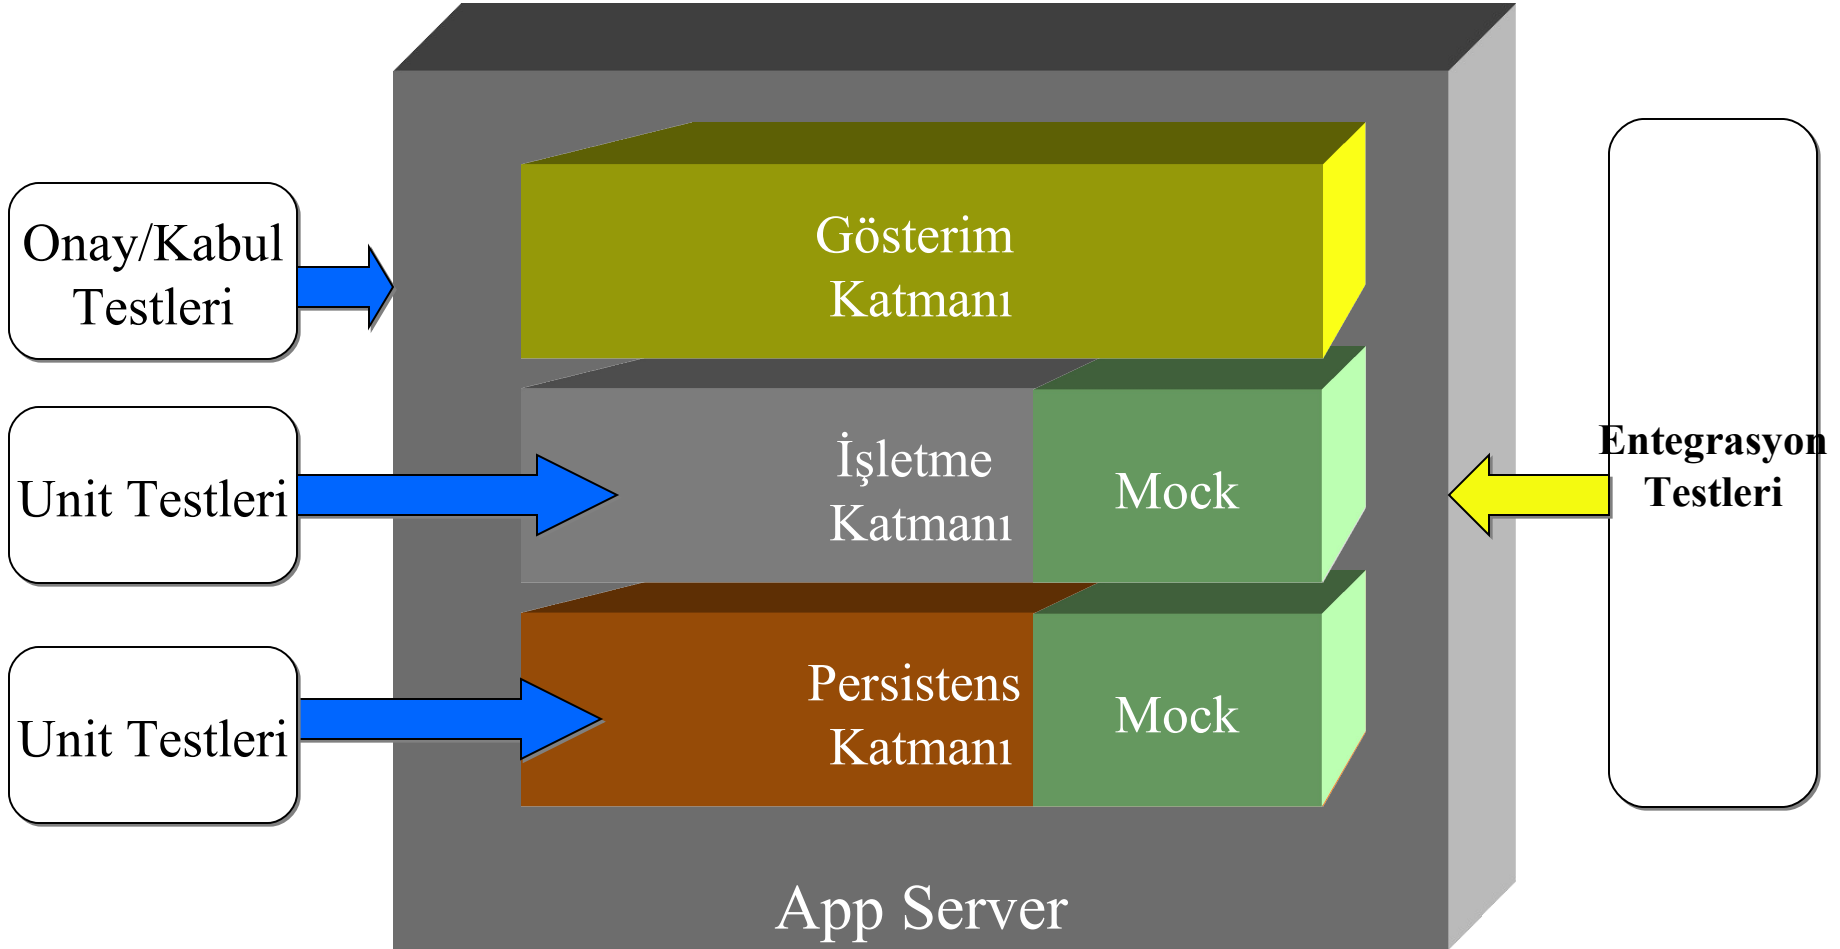 Onay/Kabul
Testleri
Unit Testleri
Unit Testleri
Gösterim
Katmanı
İşletme
Katmanı
Mock
Persistens
Katmanı
Mock
App Server
Entegrasyon
Testleri